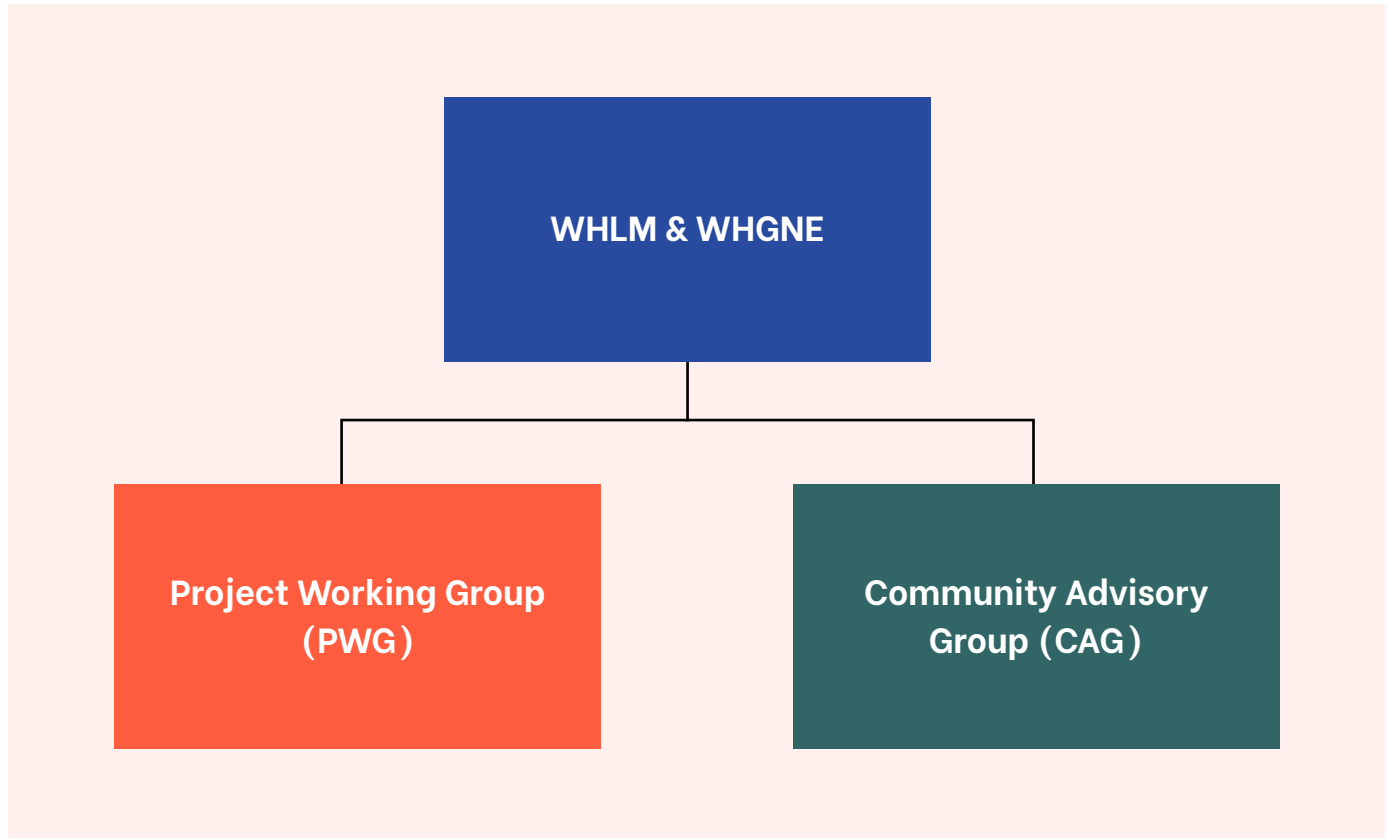 WHLM & WHGNE
Project Working Group
(PWG)
Community Advisory
Group (CAG)